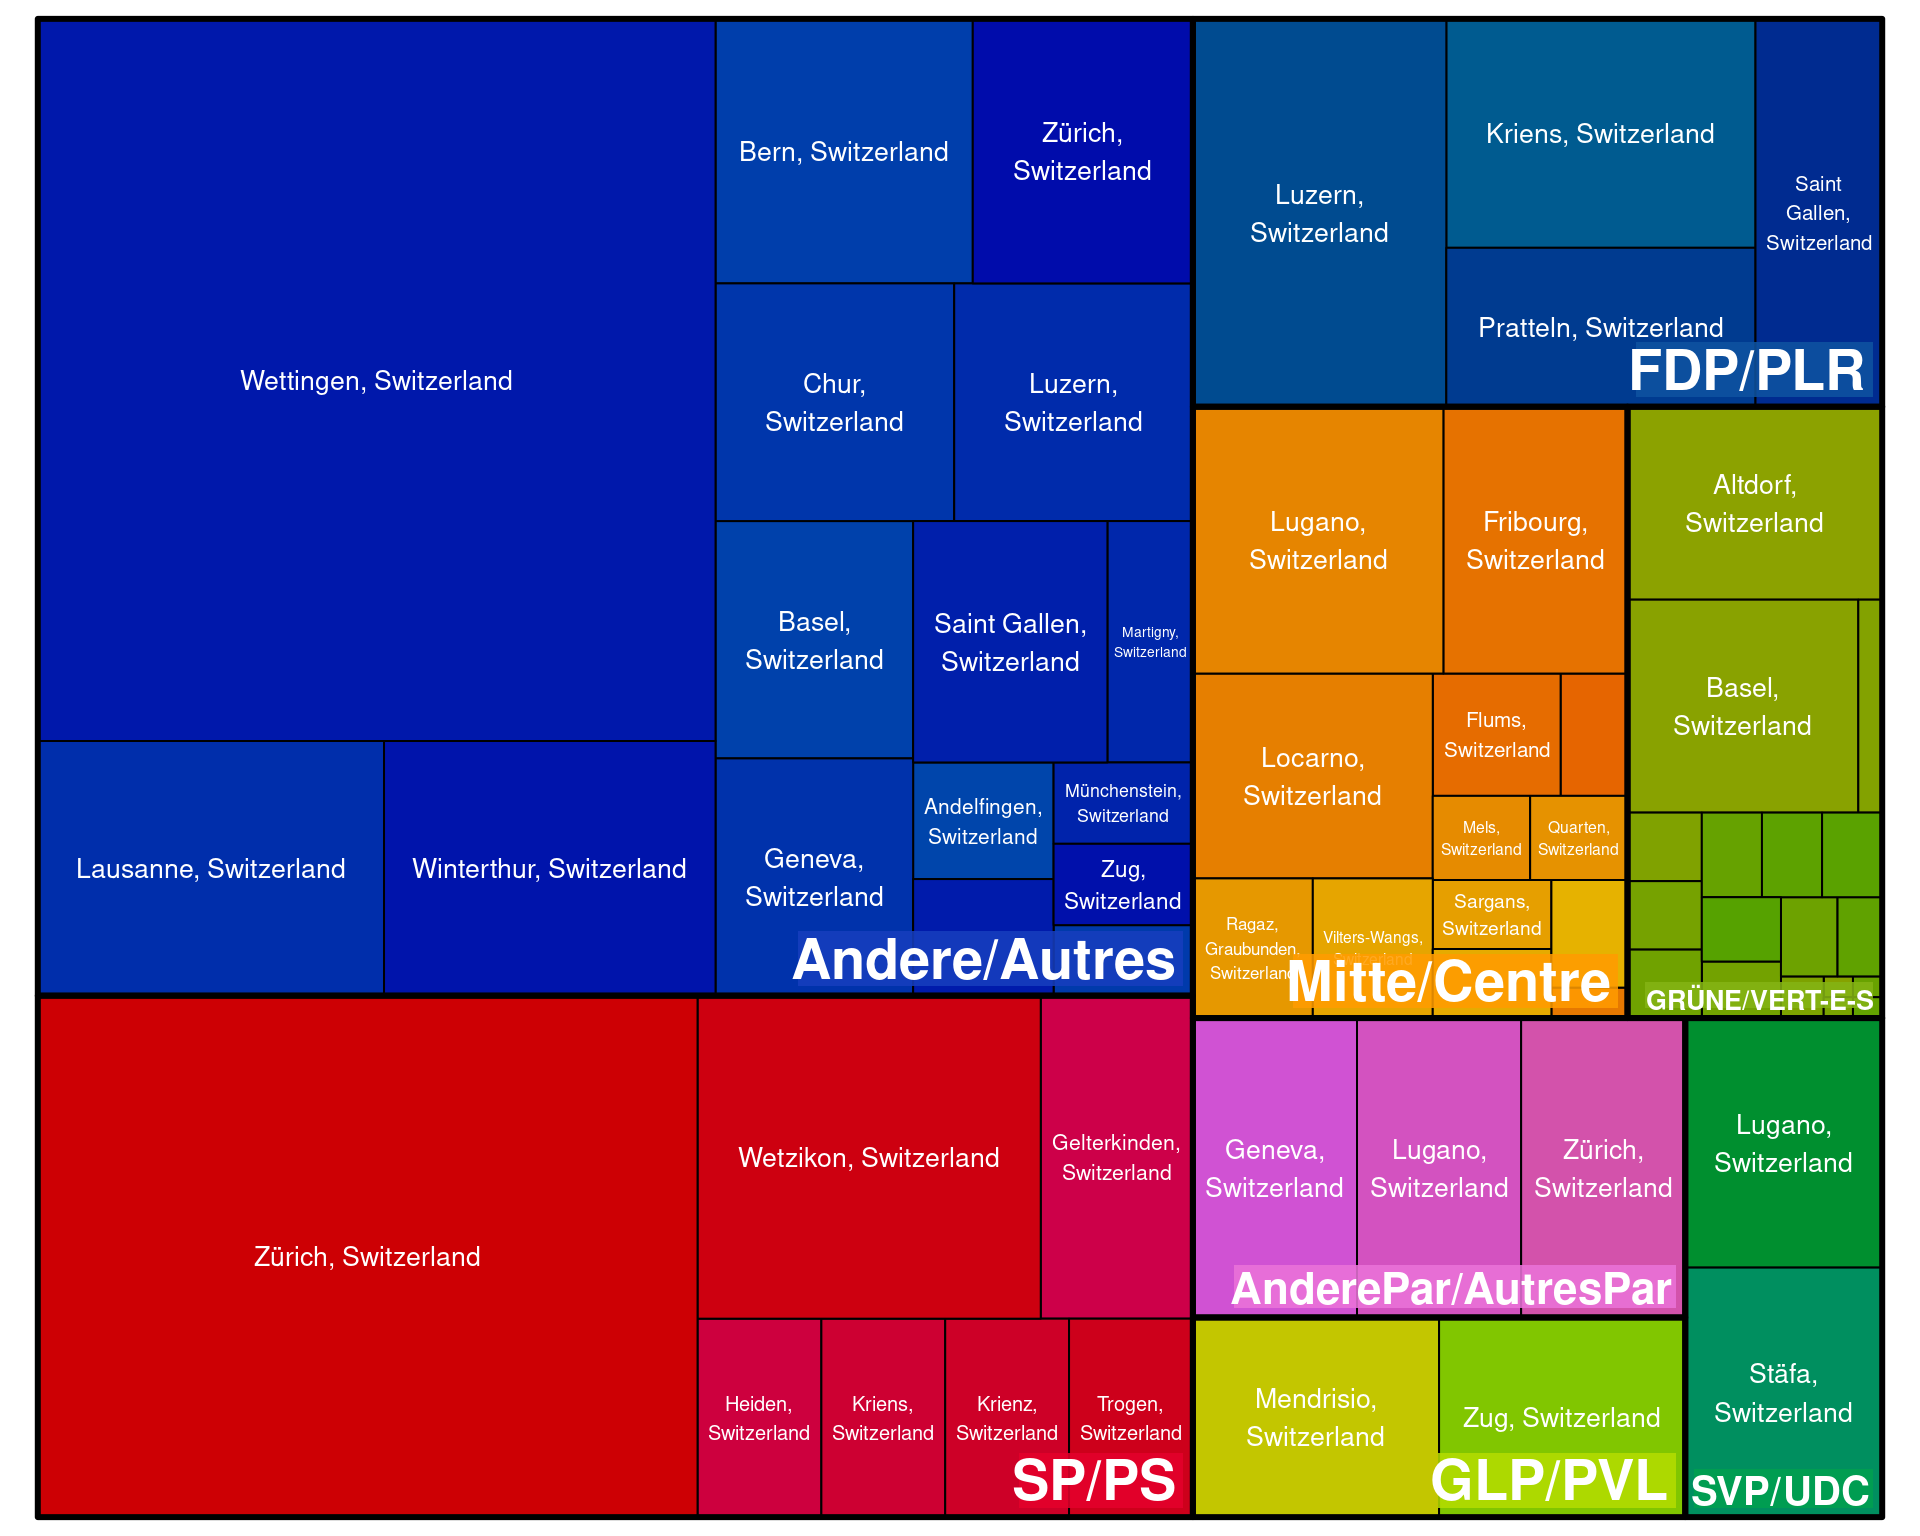 Wettingen, Switzerland
Bern, Switzerland
Zürich,
Switzerland
Chur,
Switzerland
Luzern,
Switzerland
Basel,
Switzerland
Saint Gallen,
Switzerland
Martigny,
Switzerland
Lausanne, Switzerland
Winterthur, Switzerland
Geneva,
Switzerland
Andelfingen,
Switzerland
Münchenstein,
Switzerland
Zug,
Switzerland
Andere/Autres
Luzern,
Switzerland
Kriens, Switzerland
Pratteln, Switzerland
Saint
Gallen,
Switzerland
FDP/PLR
Lugano,
Switzerland
Fribourg,
Switzerland
Locarno,
Switzerland
Flums,
Switzerland
Mels,
Switzerland
Quarten,
Switzerland
Sargans,
Switzerland
Ragaz,
Graubunden,
Switzerland
Vilters-Wangs,
Switzerland
Mitte/Centre
Altdorf,
Switzerland
Basel,
Switzerland
GRÜNE/VERT-E-S
Zürich, Switzerland
Wetzikon, Switzerland
Gelterkinden,
Switzerland
Heiden,
Switzerland
Kriens,
Switzerland
Krienz,
Switzerland
Trogen,
Switzerland
SP/PS
Geneva,
Switzerland
Lugano,
Switzerland
Zürich,
Switzerland
AnderePar/AutresPar
Mendrisio,
Switzerland
Zug, Switzerland
GLP/PVL
Lugano,
Switzerland
Stäfa,
Switzerland
SVP/UDC